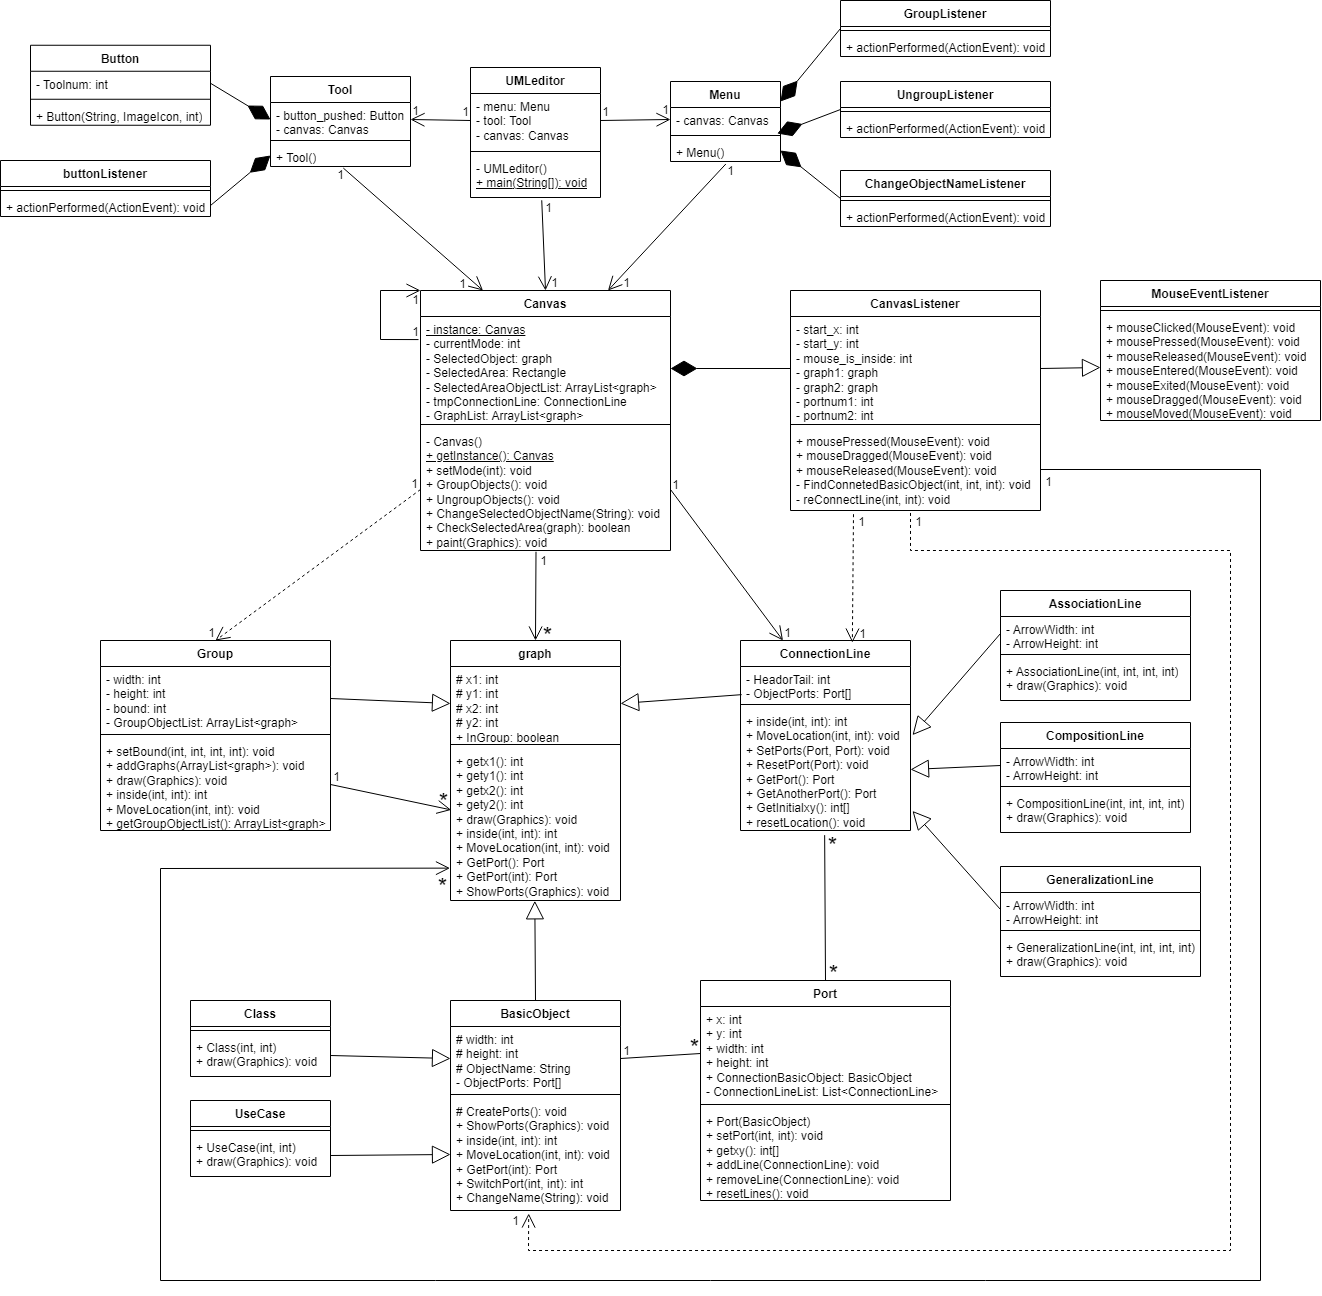 Button
- Toolnum: int
+ Button(String, ImageIcon, int)
buttonListener
+ actionPerformed(ActionEvent): void
Tool
- button_pushed: Button
- canvas: Canvas
+ Tool()
1
1
1
UMLeditor
- menu: Menu
- tool: Tool
- canvas: Canvas
- UMLeditor()
+ main(String[]): void
1
1
1
Menu
- canvas: Canvas
+ Menu()
1
GroupListener
+ actionPerformed(ActionEvent): void
UngroupListener
+ actionPerformed(ActionEvent): void
ChangeObjectNameListener
+ actionPerformed(ActionEvent): void
1
1
1
1
1
Canvas
- instance: Canvas
- currentMode: int
- SelectedObject: graph
- SelectedArea: Rectangle
- SelectedAreaObjectList: ArrayList<graph>
- tmpConnectionLine: ConnectionLine
- GraphList: ArrayList<graph>
- Canvas()
+ getInstance(): Canvas
+ setMode(int): void
+ GroupObjects(): void
+ UngroupObjects(): void
+ ChangeSelectedObjectName(String): void
+ CheckSelectedArea(graph): boolean
+ paint(Graphics): void
1
1
1
CanvasListener
- start_x: int
- start_y: int
- mouse_is_inside: int
- graph1: graph
- graph2: graph
- portnum1: int
- portnum2: int
+ mousePressed(MouseEvent): void
+ mouseDragged(MouseEvent): void
+ mouseReleased(MouseEvent): void
- FindConnetedBasicObject(int, int, int): void
- reConnectLine(int, int): void
1
1
1
MouseEventListener
+ mouseClicked(MouseEvent): void
+ mousePressed(MouseEvent): void
+ mouseReleased(MouseEvent): void
+ mouseEntered(MouseEvent): void
+ mouseExited(MouseEvent): void
+ mouseDragged(MouseEvent): void
+ mouseMoved(MouseEvent): void
1
*
1
1
Group
- width: int
- height: int
- bound: int
- GroupObjectList: ArrayList<graph>
+ setBound(int, int, int, int): void
+ addGraphs(ArrayList<graph>): void
+ draw(Graphics): void
+ inside(int, int): int
+ MoveLocation(int, int): void
+ getGroupObjectList(): ArrayList<graph>
1
*
*
graph
# x1: int
# y1: int
# x2: int
# y2: int
+ InGroup: boolean
+ getx1(): int
+ gety1(): int
+ getx2(): int
+ gety2(): int
+ draw(Graphics): void
+ inside(int, int): int
+ MoveLocation(int, int): void
+ GetPort(): Port
+ GetPort(int): Port
+ ShowPorts(Graphics): void
ConnectionLine
- HeadorTail: int
- ObjectPorts: Port[]
+ inside(int, int): int
+ MoveLocation(int, int): void
+ SetPorts(Port, Port): void
+ ResetPort(Port): void
+ GetPort(): Port
+ GetAnotherPort(): Port
+ GetInitialxy(): int[]
+ resetLocation(): void
*
*
AssociationLine
- ArrowWidth: int
- ArrowHeight: int
+ AssociationLine(int, int, int, int)
+ draw(Graphics): void
CompositionLine
- ArrowWidth: int
- ArrowHeight: int
+ CompositionLine(int, int, int, int)
+ draw(Graphics): void
GeneralizationLine
- ArrowWidth: int
- ArrowHeight: int
+ GeneralizationLine(int, int, int, int)
+ draw(Graphics): void
Class
+ Class(int, int)
+ draw(Graphics): void
UseCase
+ UseCase(int, int)
+ draw(Graphics): void
BasicObject
# width: int
# height: int
# ObjectName: String
- ObjectPorts: Port[]
# CreatePorts(): void
+ ShowPorts(Graphics): void
+ inside(int, int): int
+ MoveLocation(int, int): void
+ GetPort(int): Port
+ SwitchPort(int, int): int
+ ChangeName(String): void
1
*
1
Port
+ x: int
+ y: int
+ width: int
+ height: int
+ ConnectionBasicObject: BasicObject
- ConnectionLineList: List<ConnectionLine>
+ Port(BasicObject)
+ setPort(int, int): void
+ getxy(): int[]
+ addLine(ConnectionLine): void
+ removeLine(ConnectionLine): void
+ resetLines(): void